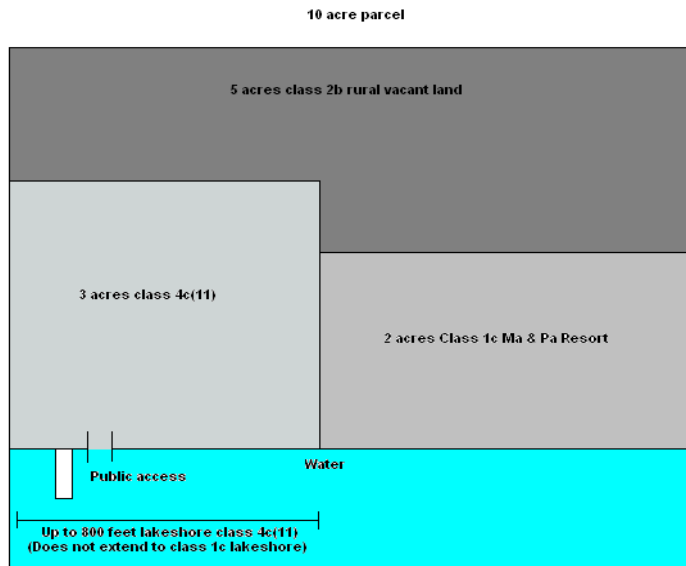 10 acre parcel
5 acres class 2b rural vacant land
3 acres class 4c(11)
2 acres Class 1c Ma & Pa Resort
Water
Public access
Up to 800 feet lakeshore class 4c(11)
(Does not extend to class 1c lakeshore)